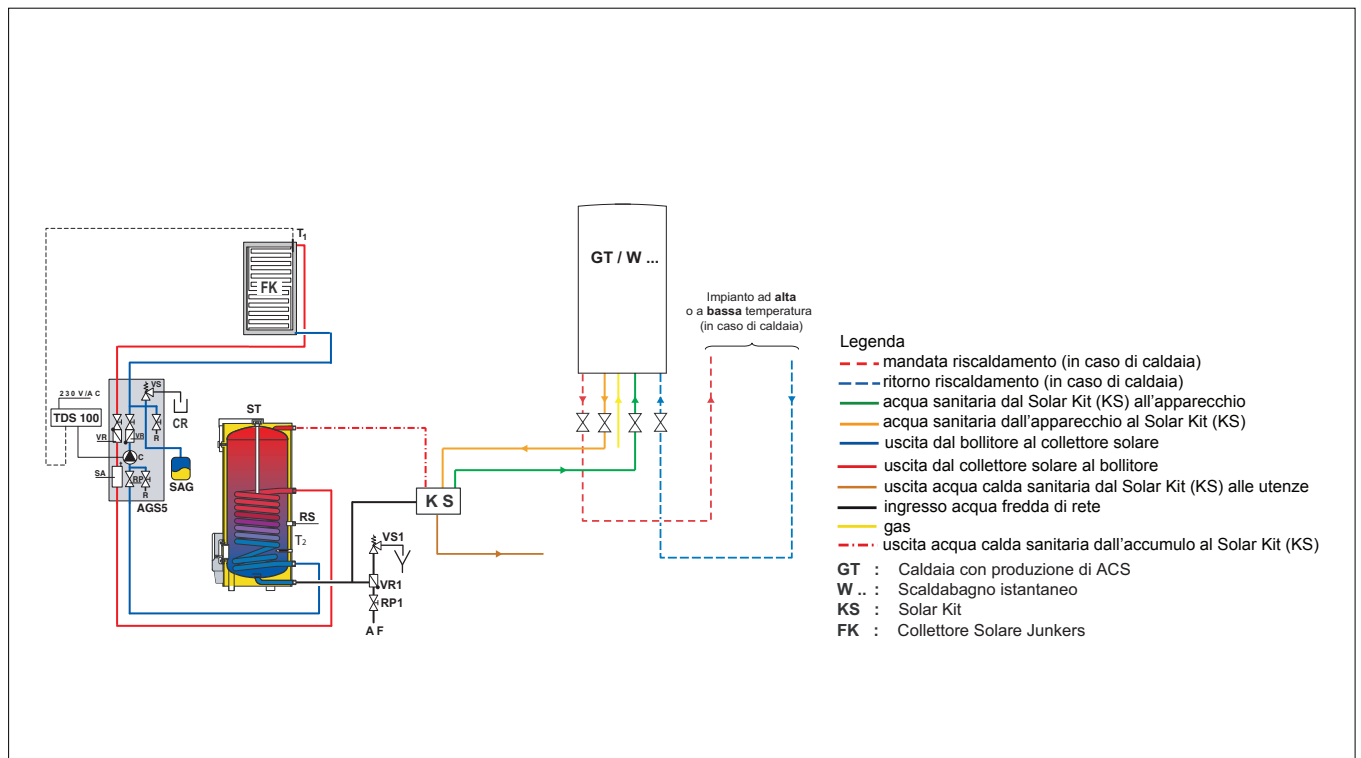 T1
FK
230 V/AC
TDS 100
VS
CR
R
VR
VR
C
SA
RP
R
SAG
AGS5
ST
RS
T2
VS1
VR1
RP1
AF
KS
GT / W ...
Impianto ad alta
o a bassa temperatura
(in caso di caldaia)
Legenda
mandata riscaldamento (in caso di caldaia)
ritorno riscaldamento (in caso di caldaia)
acqua sanitaria dal Solar Kit (KS) all'apparecchio
acqua sanitaria dall'apparecchio al Solar Kit (KS)
uscita dal bollitore al collettore solare
uscita dal collettore solare al bollitore
uscita acqua calda sanitaria dal Solar Kit (KS) alle utenze
ingresso acqua fredda di rete
gas
uscita acqua calda sanitaria dall'accumulo al Solar Kit (KS)
GT : Caldaia con produzione di ACS
W .. : Scaldabagno istantaneo
KS : Solar Kit
FK : Collettore Solare Junkers